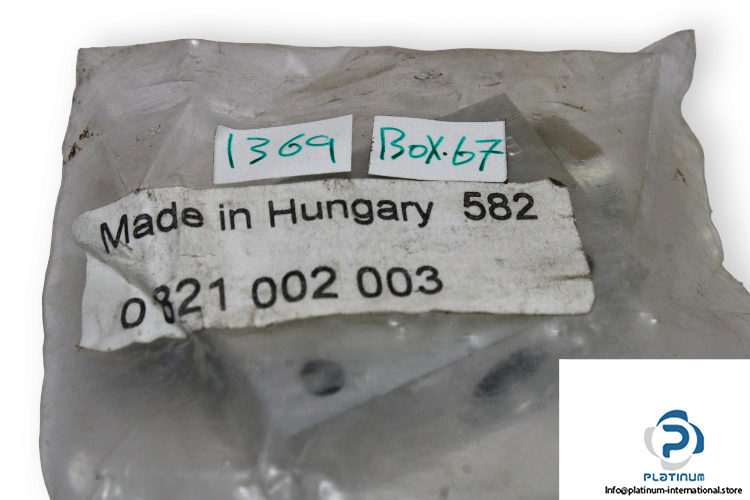 1369
BOX.67
Made in Hungary 582
0821 002 003
PLATINUM
Info@platinum-international.store